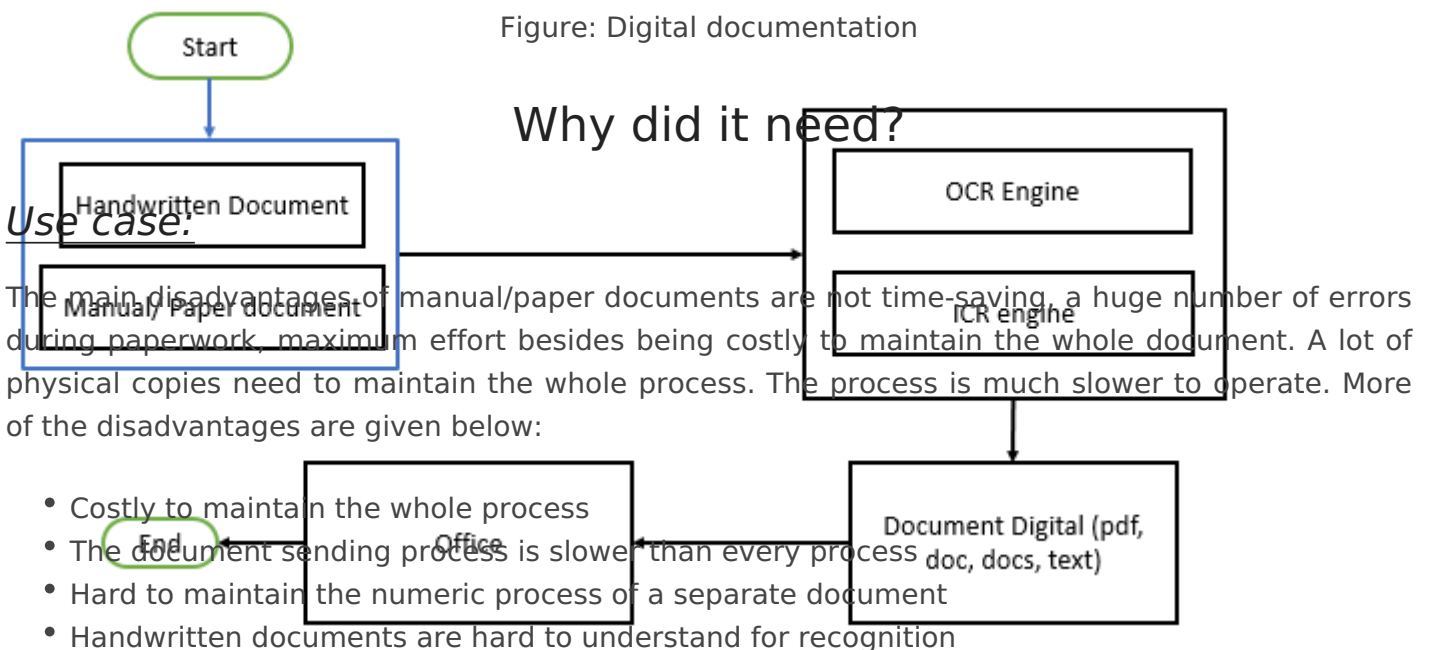 Start
Figure: Digital documentation
Why did it need?
Handwritten Document
OCR Engine
Use case:
Manual/ Paper document
ICR engine
The main disadvantages of manual/paper documents are not time-saving, a huge number of errors
during paperwork, maximum effort besides being costly to maintain the whole document. A lot of
physical copies need to maintain the whole process. The process is much slower to operate. More
of the disadvantages are given below:
• Costly to maintain the whole process
Document Digital (pdf,
doc, docs, text)
Office
End
• The document sending process is slower than every process
• Hard to maintain the numeric process of a separate document
• Handwritten documents are hard to understand for recognition